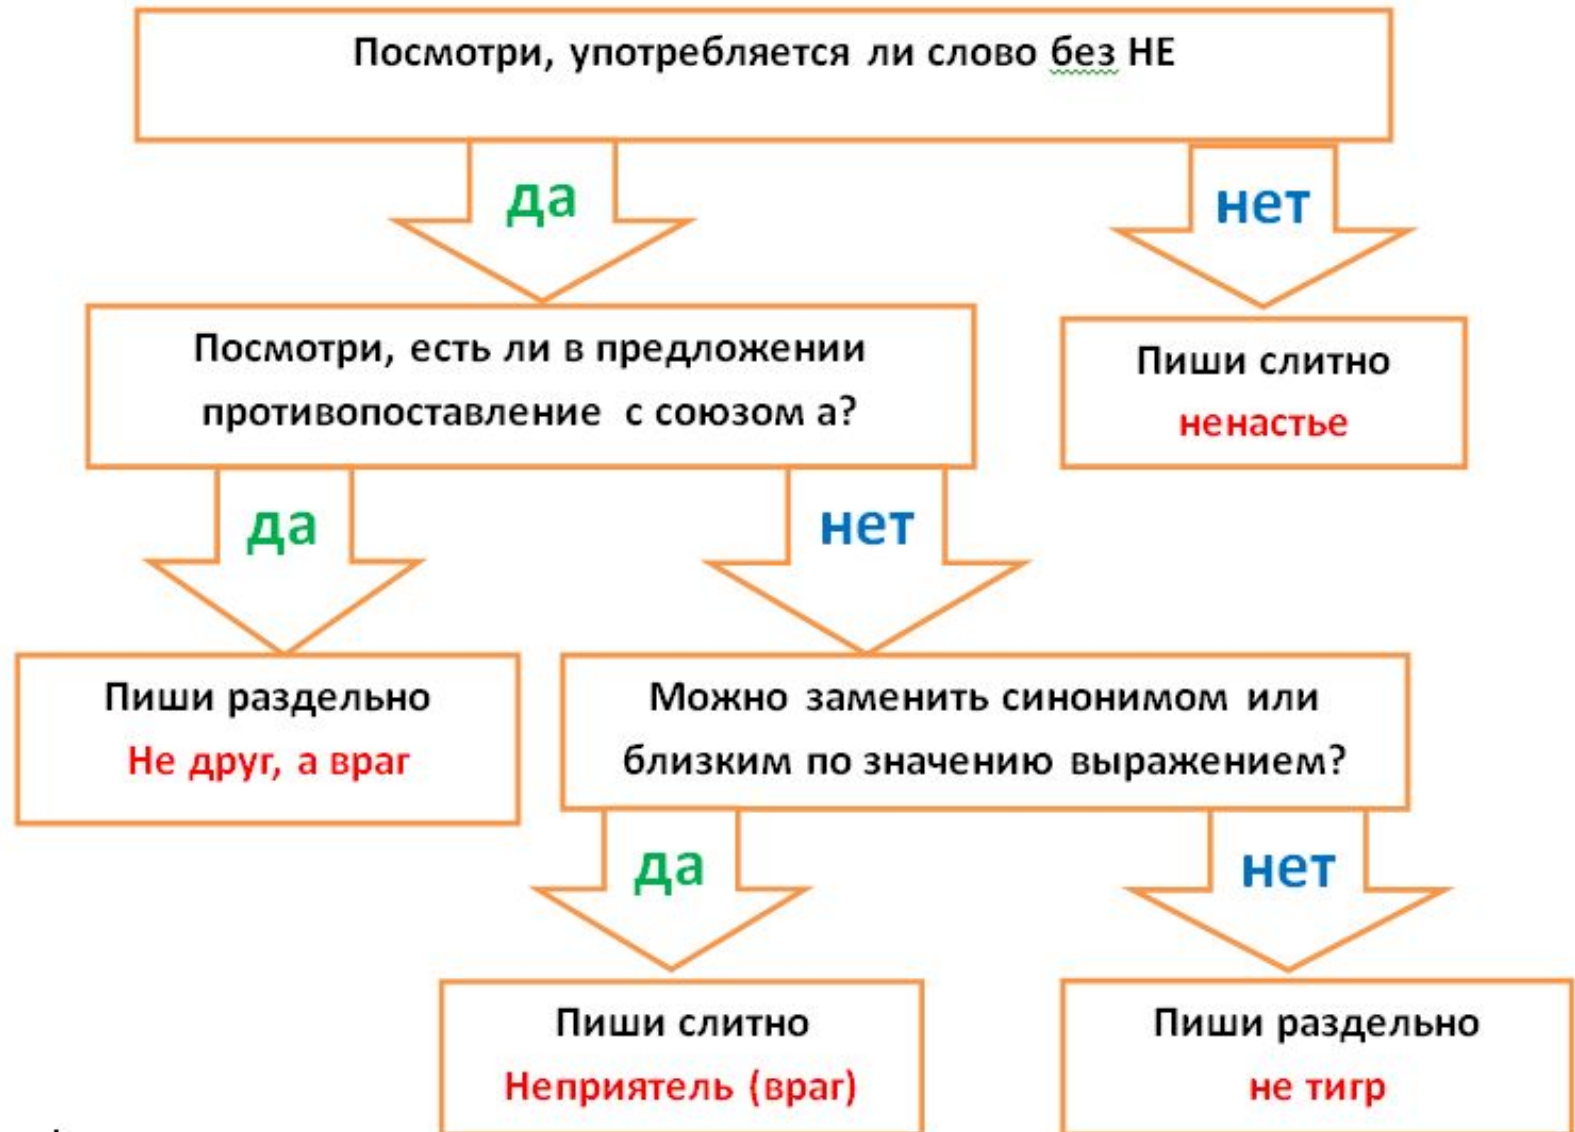 Посмотри, употребляется ли слово без НЕ
да
нет
Посмотри, есть ли в предложении
противопоставление с союзом а?
Пиши слитно
ненастье
да
нет
Пиши раздельно
Не друг, а враг
Можно заменить синонимом или
близким по значению выражением?
да
нет
Пиши слитно
Неприятель (враг)
Пиши раздельно
не тигр